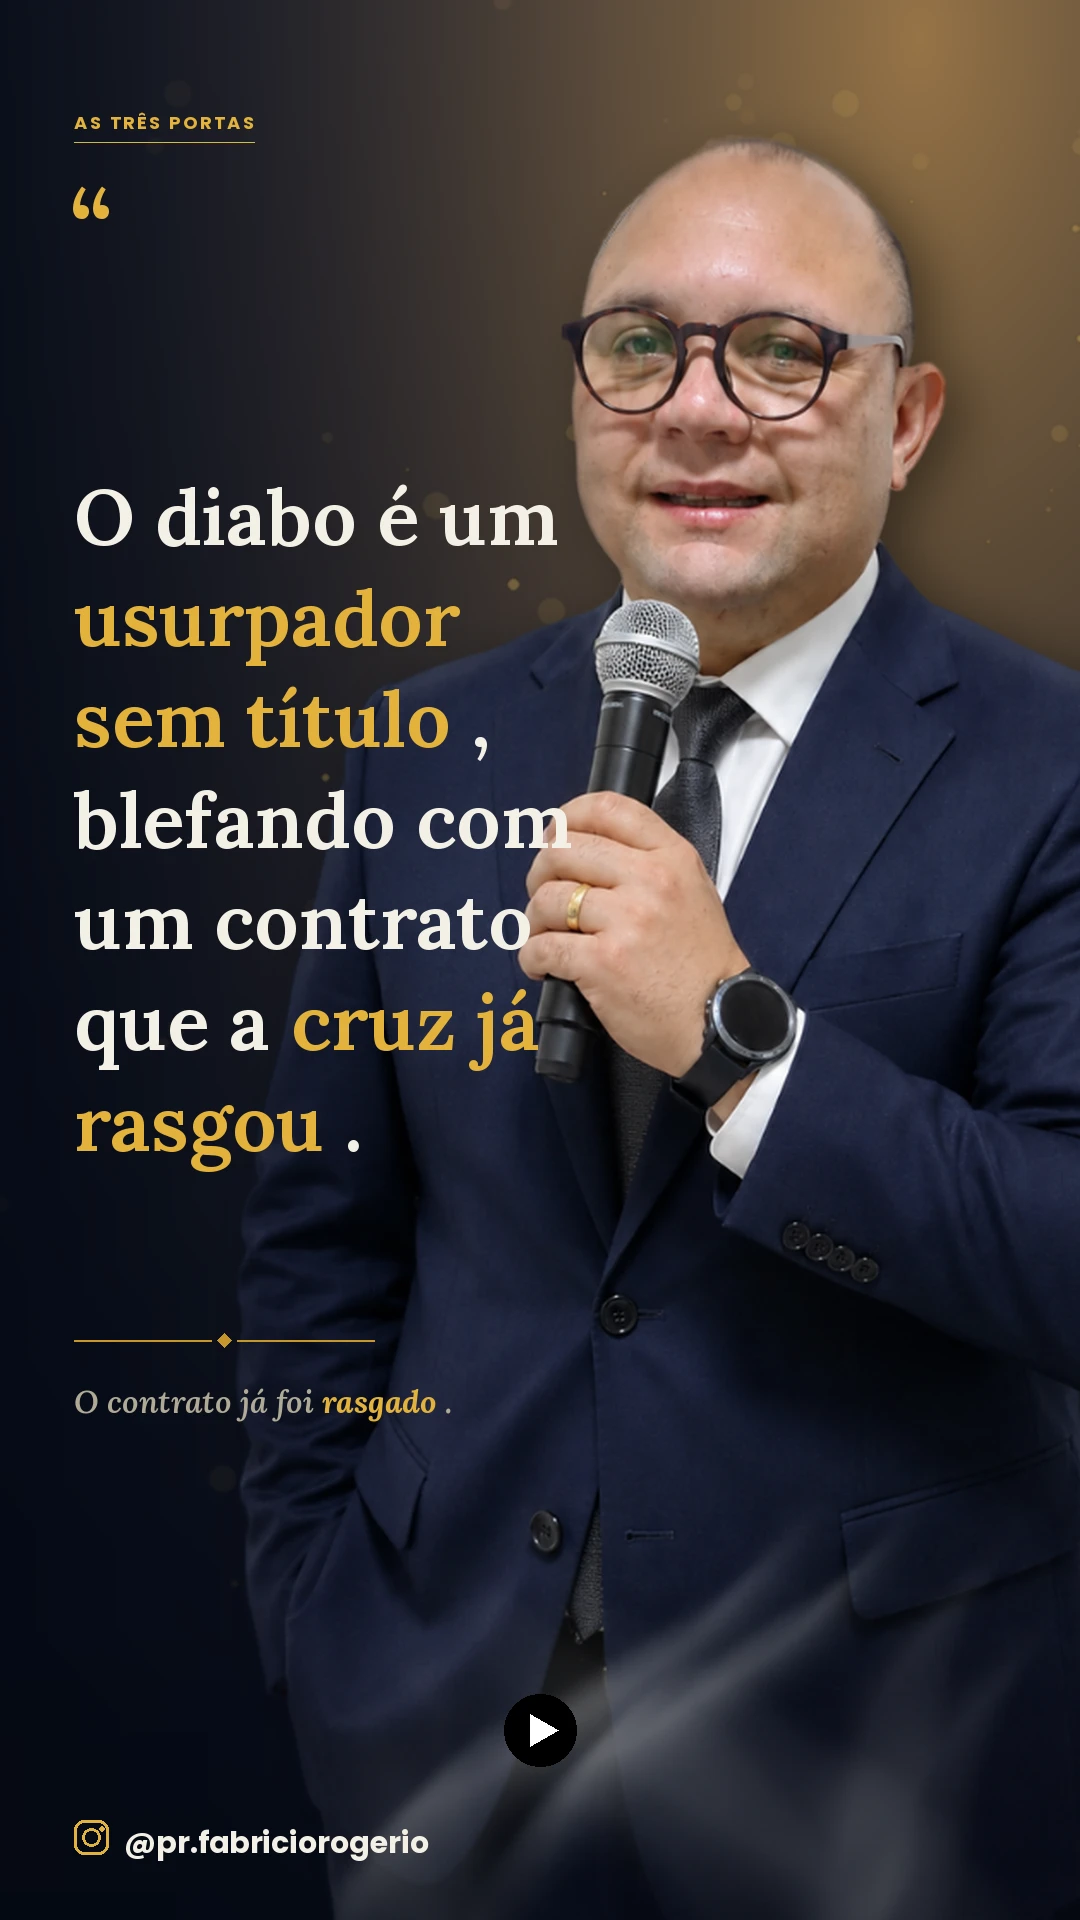 AS TRÊS PORTAS
“
O diabo é um
usurpador
sem título ,
blefando com
um contrato
que a cruz já
rasgou .
O contrato já foi rasgado .
@pr.fabriciorogerio